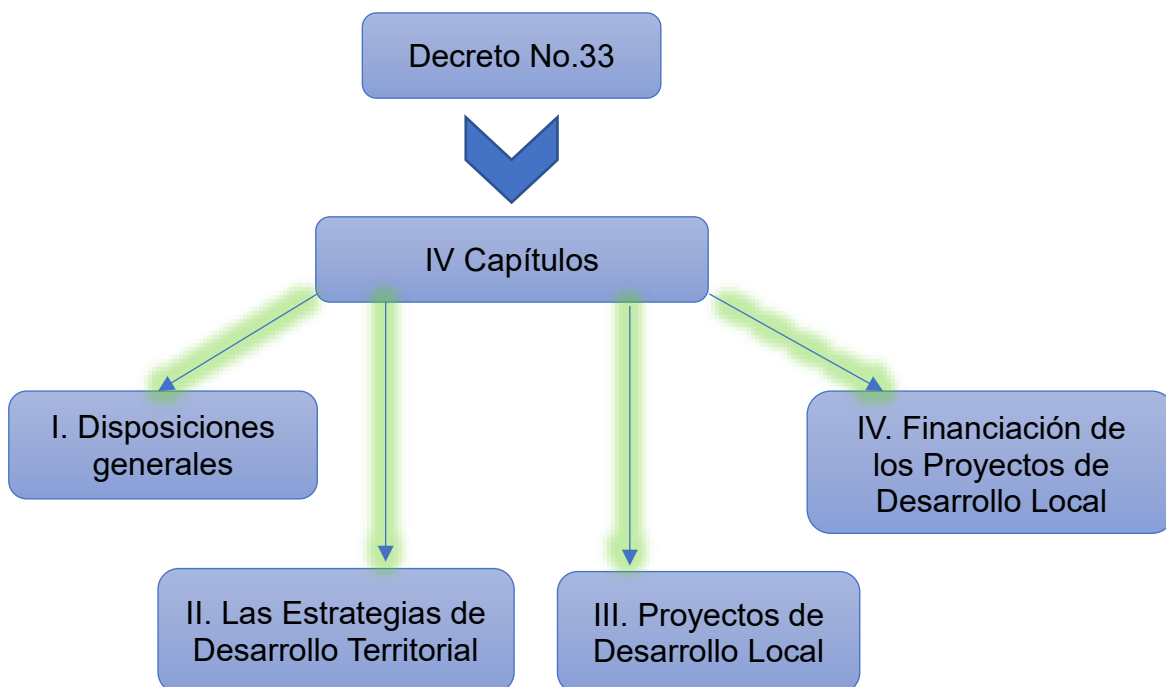 Decreto No.33
IV Capítulos
I. Disposiciones
generales
II. Las Estrategias de
Desarrollo Territorial
III. Proyectos de
Desarrollo Local
IV. Financiación de
los Proyectos de
Desarrollo Local